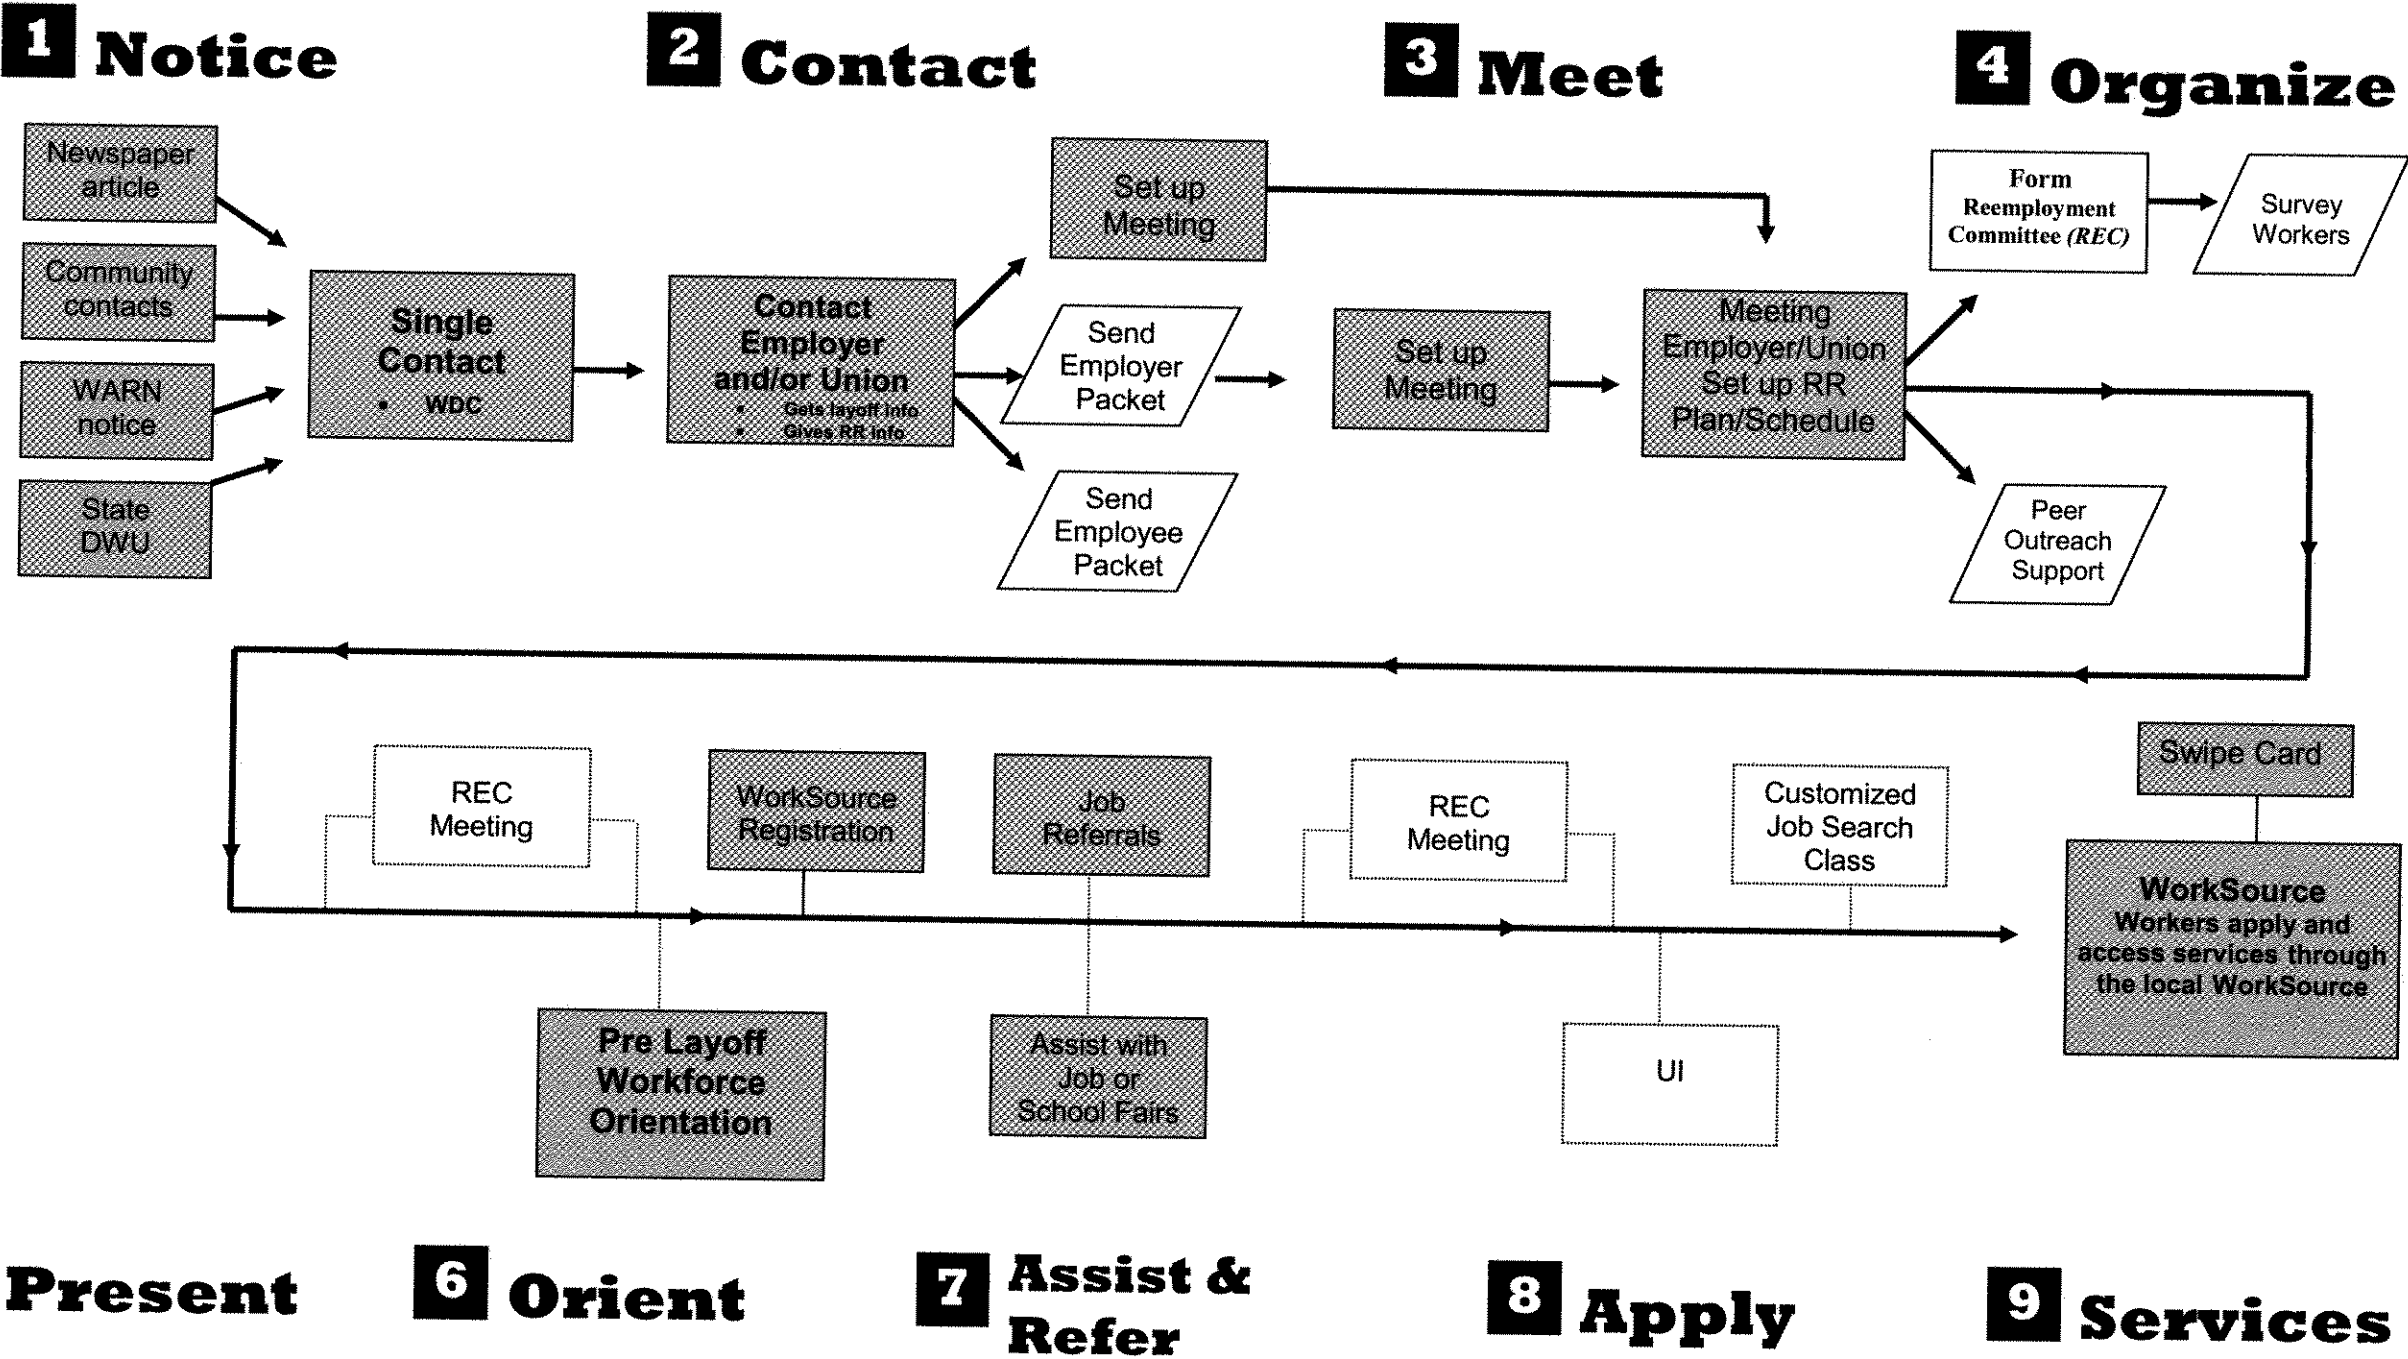 1 Notice
2 Contact
3 Meet
4 Organize
Newspaper
article
Community
contacts
WARN
notice
State
DWU
Single
Contact
• WDC
Contact
Employer
and/or Union
• Gets layoff info
• Gives RR info
Set up
Meeting
Send
Employer
Packet
Send
Employee
Packet
Set up
Meeting
Meeting
Employer/Union
Set up RR
Plan/Schedule
Form
Reemployment
Committee (REC)
Survey
Workers
Peer
Outreach
Support
REC
Meeting
WorkSource
Registration
Job
Referrals
REC
Meeting
Customized
Job Search
Class
Swipe Card
WorkSource
Workers apply and
access services through
the local WorkSource
Pre Layoff
Workforce
Orientation
Assist with
Job or
School Fairs
UI
Present
6 Orient
7 Assist &
Refer
8 Apply
9 Services